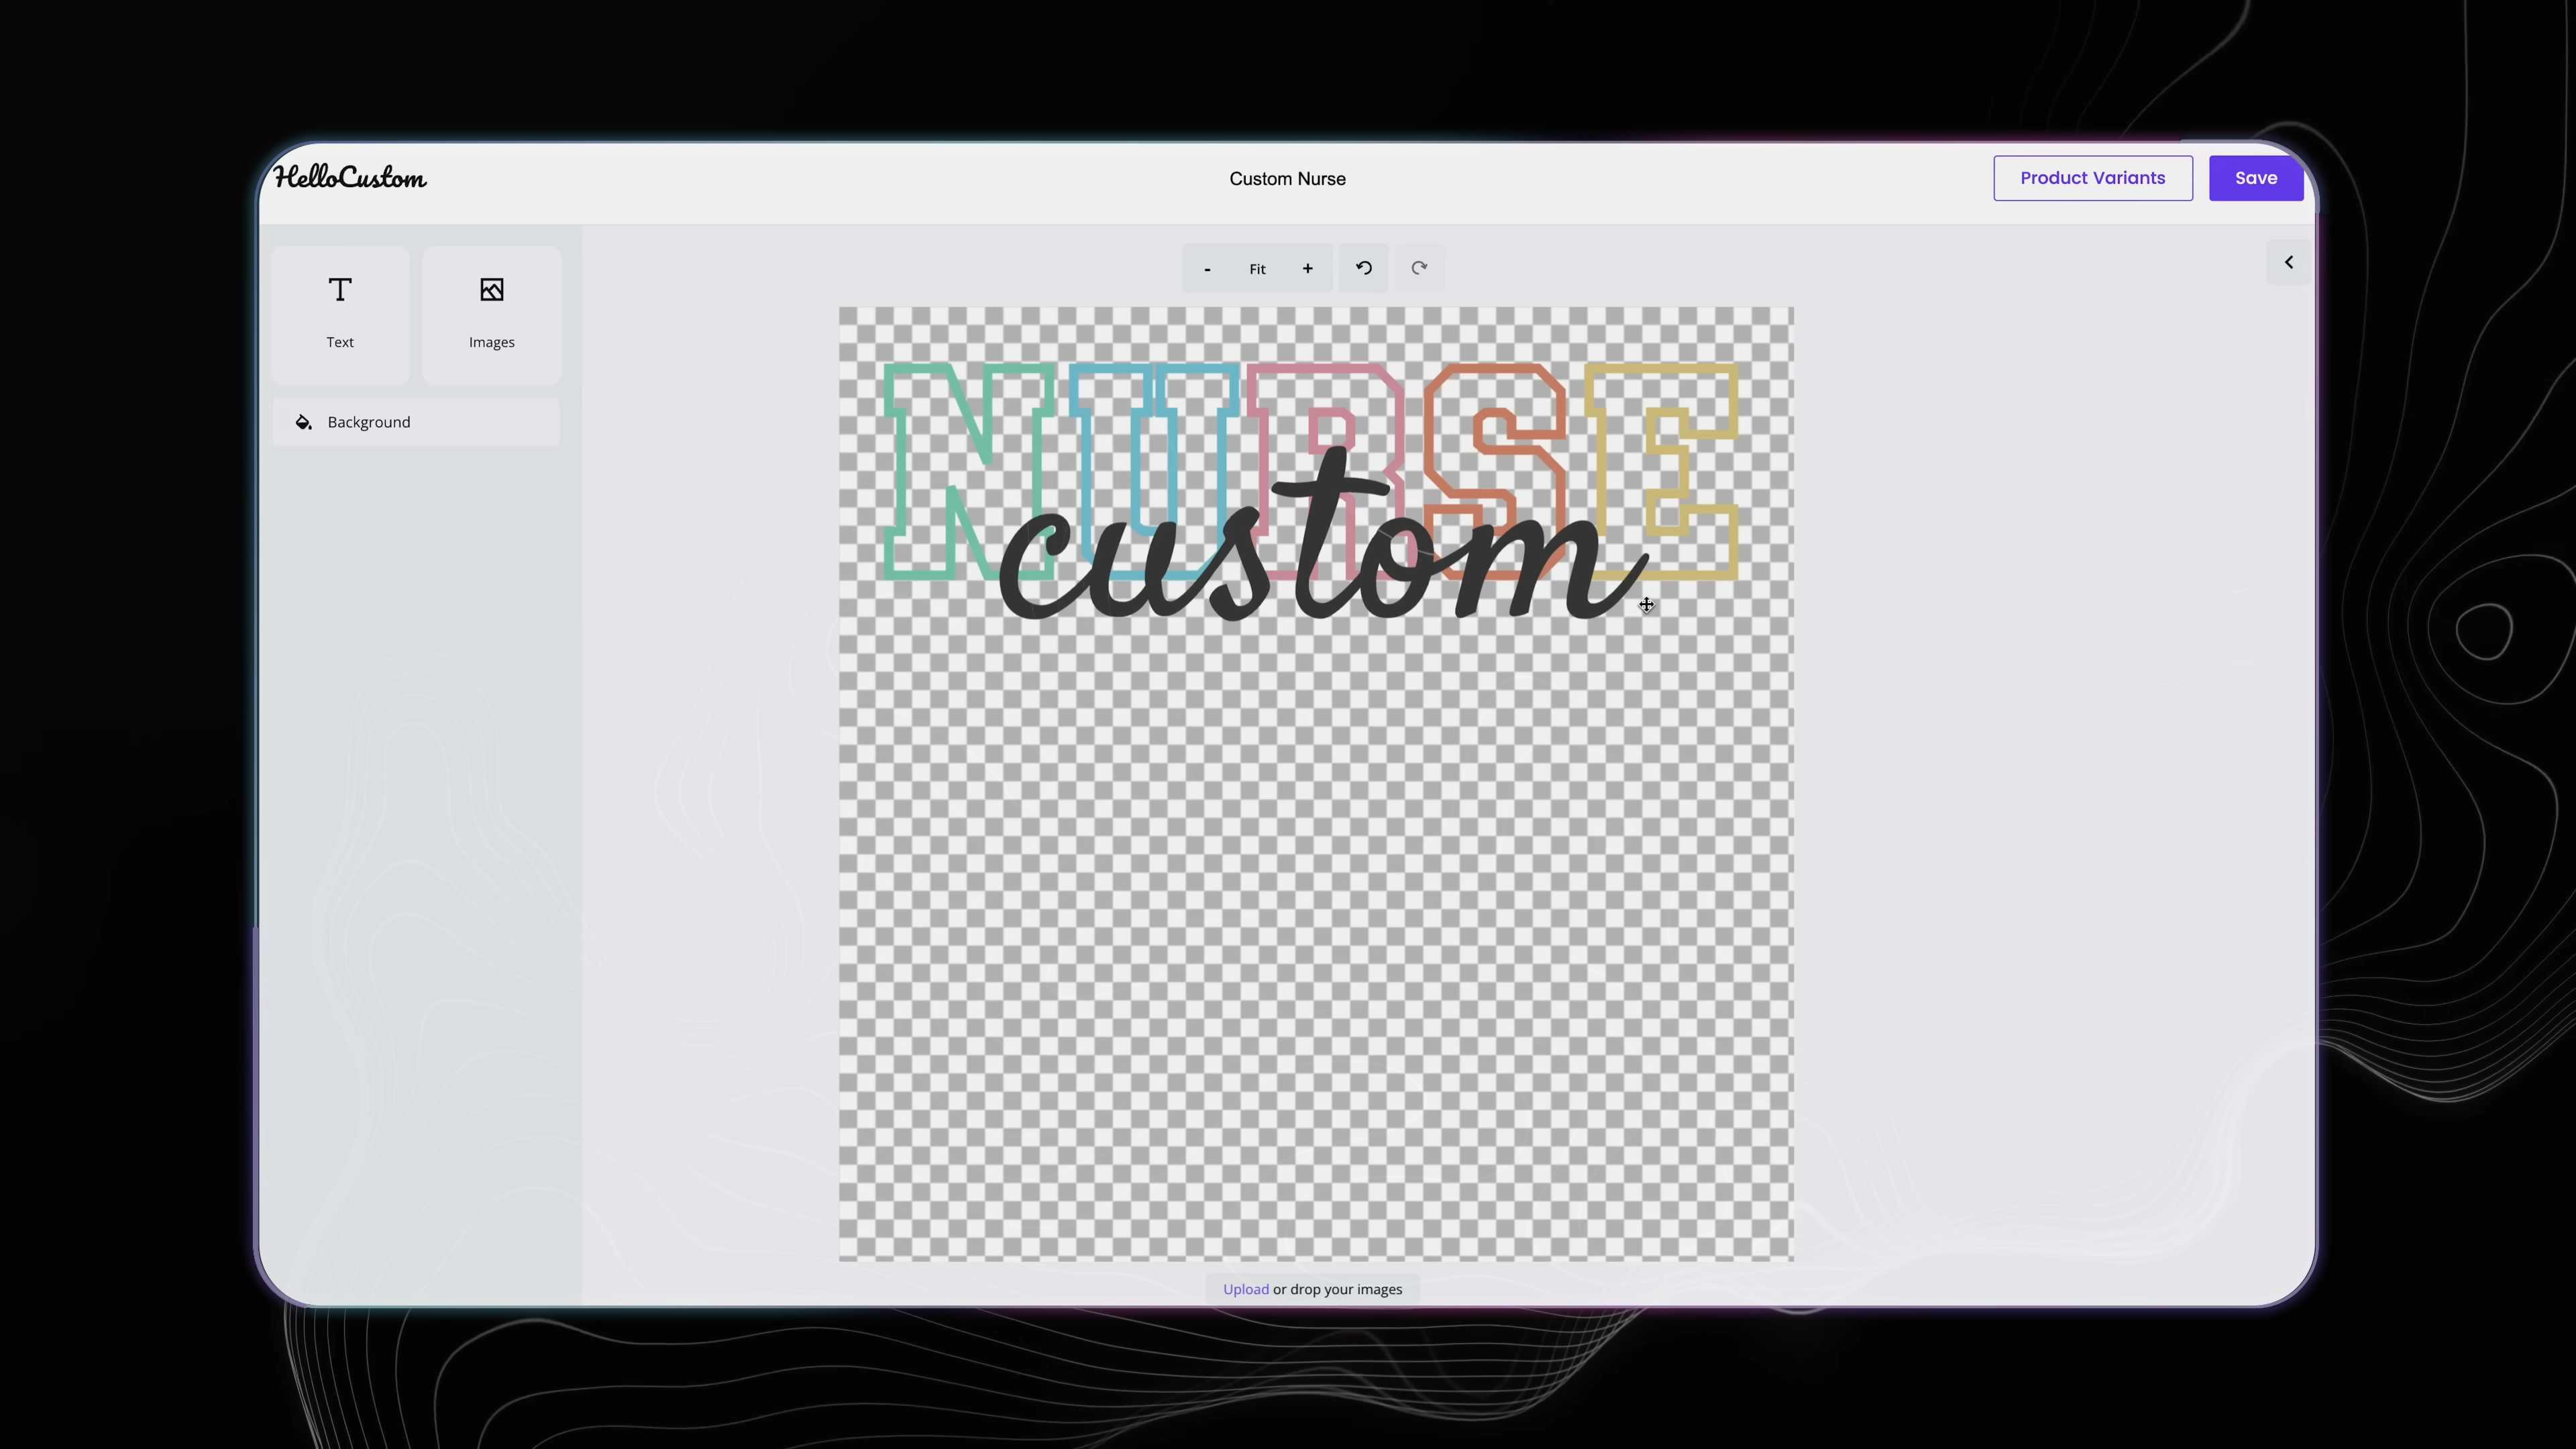 HelloCustom
Custom Nurse
Product Variants
Save
- Fit +
Text
Images
Background
NURSE
custom
Upload or drop your images